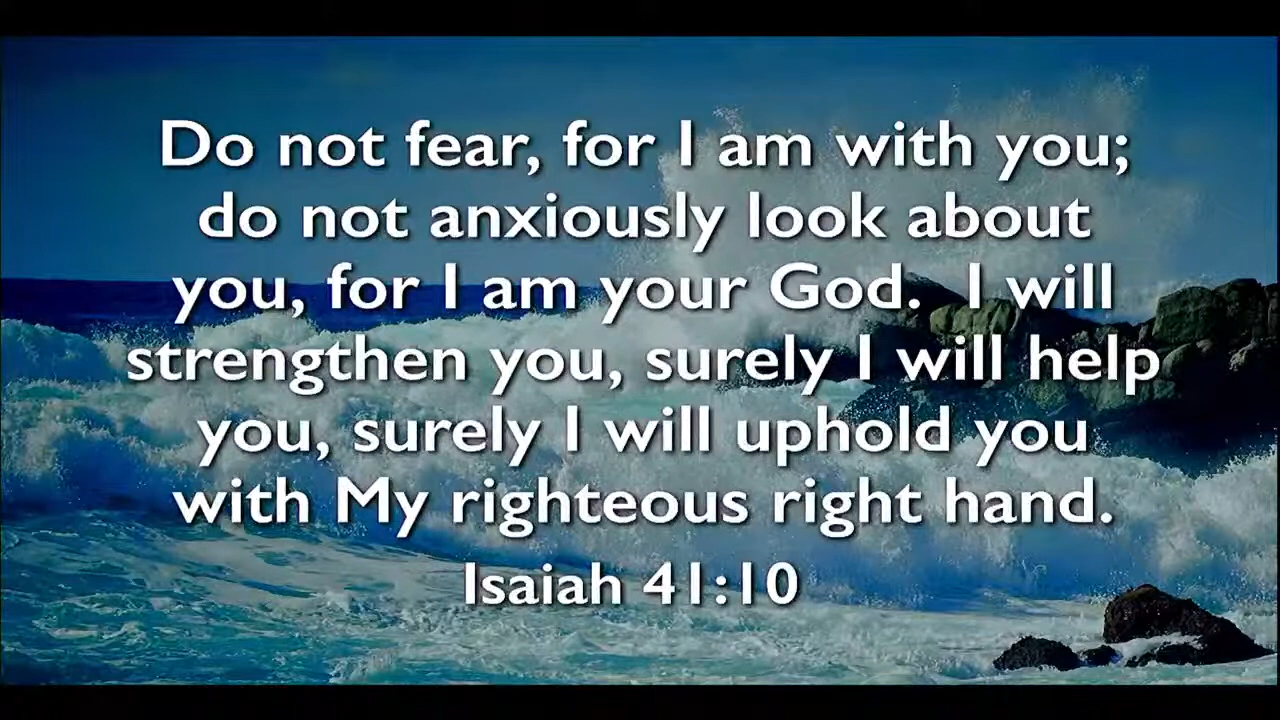 Do not fear, for I am with you;
do not anxiously look about
you, for I am your God.  I will
strengthen you, surely I will help
you, surely I will uphold you
with My righteous right hand.
Isaiah 41:10